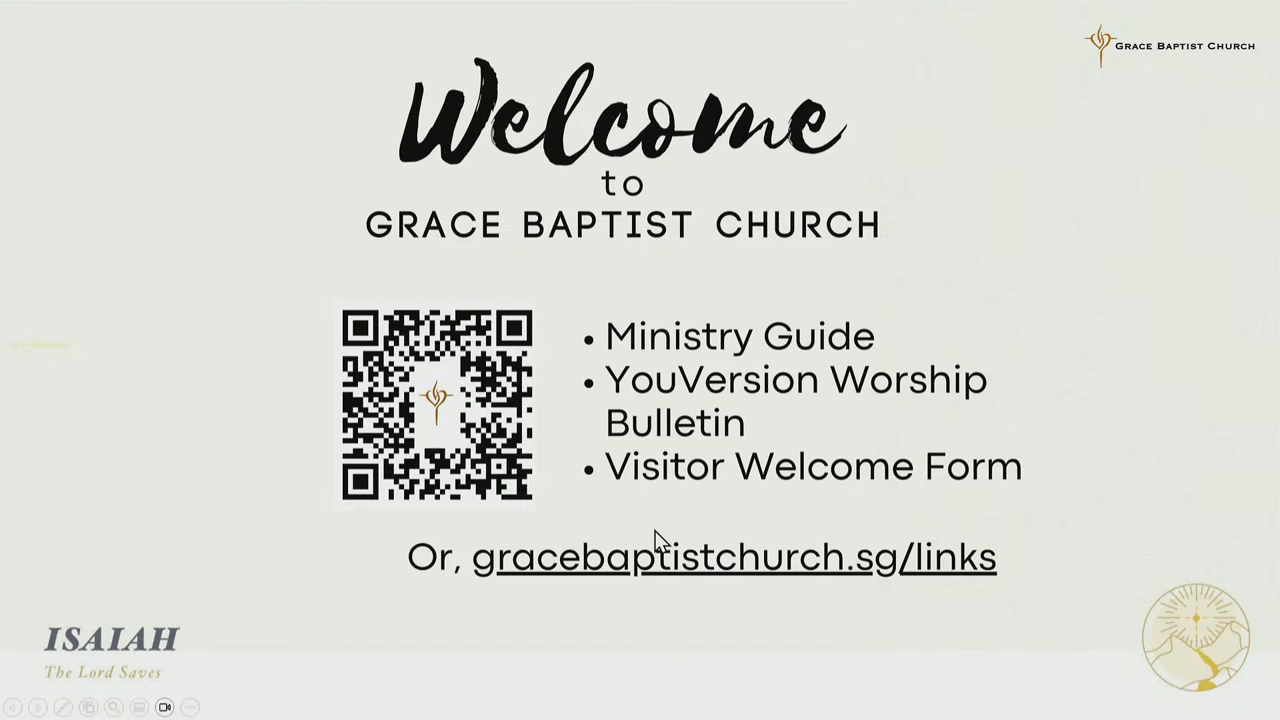 GRACE BAPTIST CHURCH
Welcome
to
GRACE BAPTIST CHURCH
• Ministry Guide
• YouVersion Worship
Bulletin
• Visitor Welcome Form
Or, gracebaptistchurch.sg/links
ISAIAH
The Lord Saves